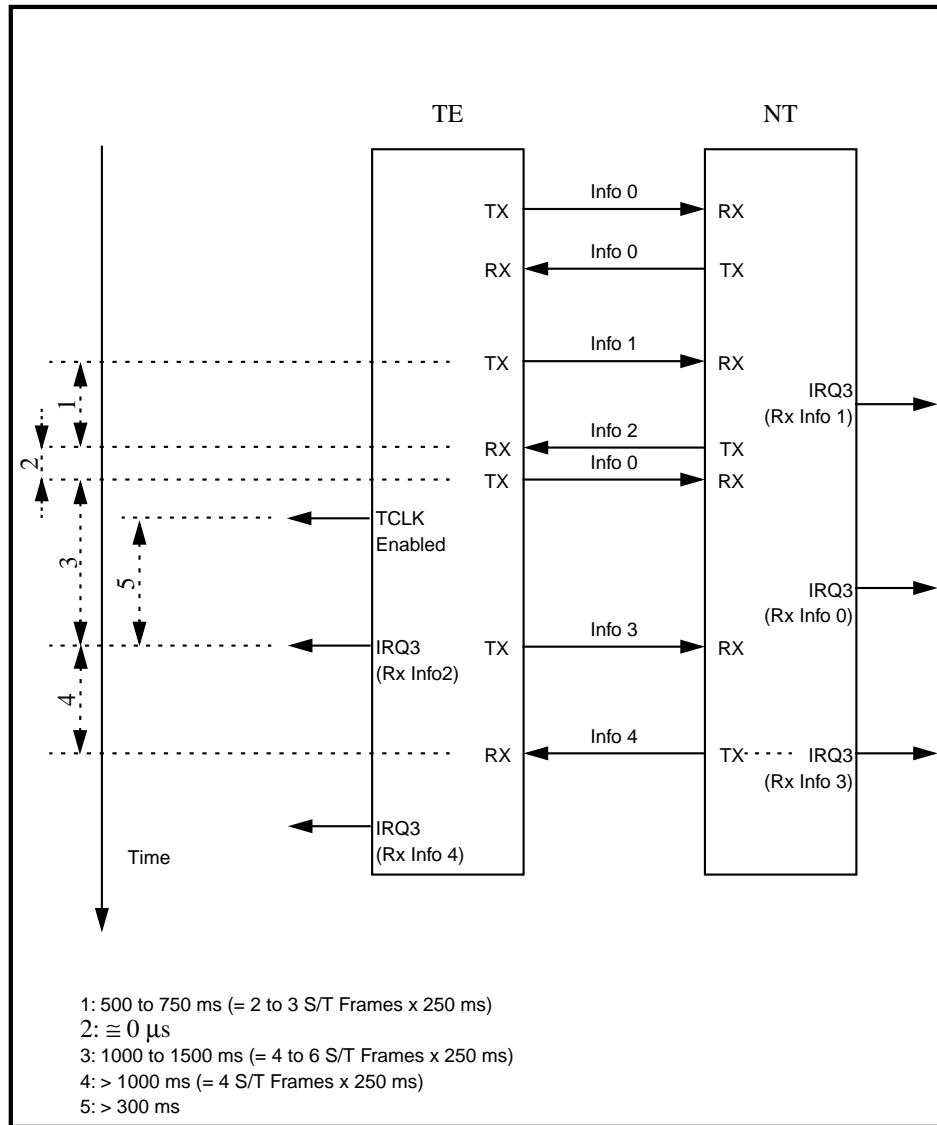 TE NT
Info 0
TX RX
Info 0
RX TX
Info 1
TX RX
IRQ3
(Rx Info 1)
1
Info 2
RX TX
2
Info 0
TX RX
TCLK
Enabled
3
5
IRQ3
(Rx Info 0)
Info 3
IRQ3 TX RX
(Rx Info2)
4
Info 4
RX TX IRQ3
(Rx Info 3)
IRQ3
(Rx Info 4)
Time
1: 500 to 750 ms (= 2 to 3 S/T Frames x 250 ms)
2: ≅ 0 µs
3: 1000 to 1500 ms (= 4 to 6 S/T Frames x 250 ms)
4: > 1000 ms (= 4 S/T Frames x 250 ms)
5: > 300 ms